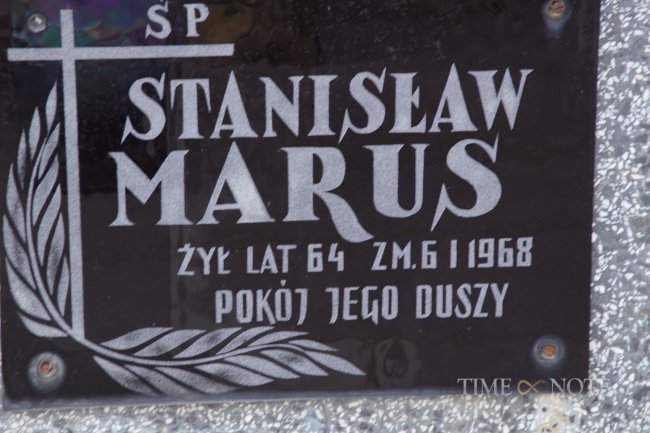 SP
STANISŁAW
MARUS
ŻYŁ LAT 64 ZM. 6 I 1968
POKÓJ JEGO DUSZY
TIME ∞ NOTE